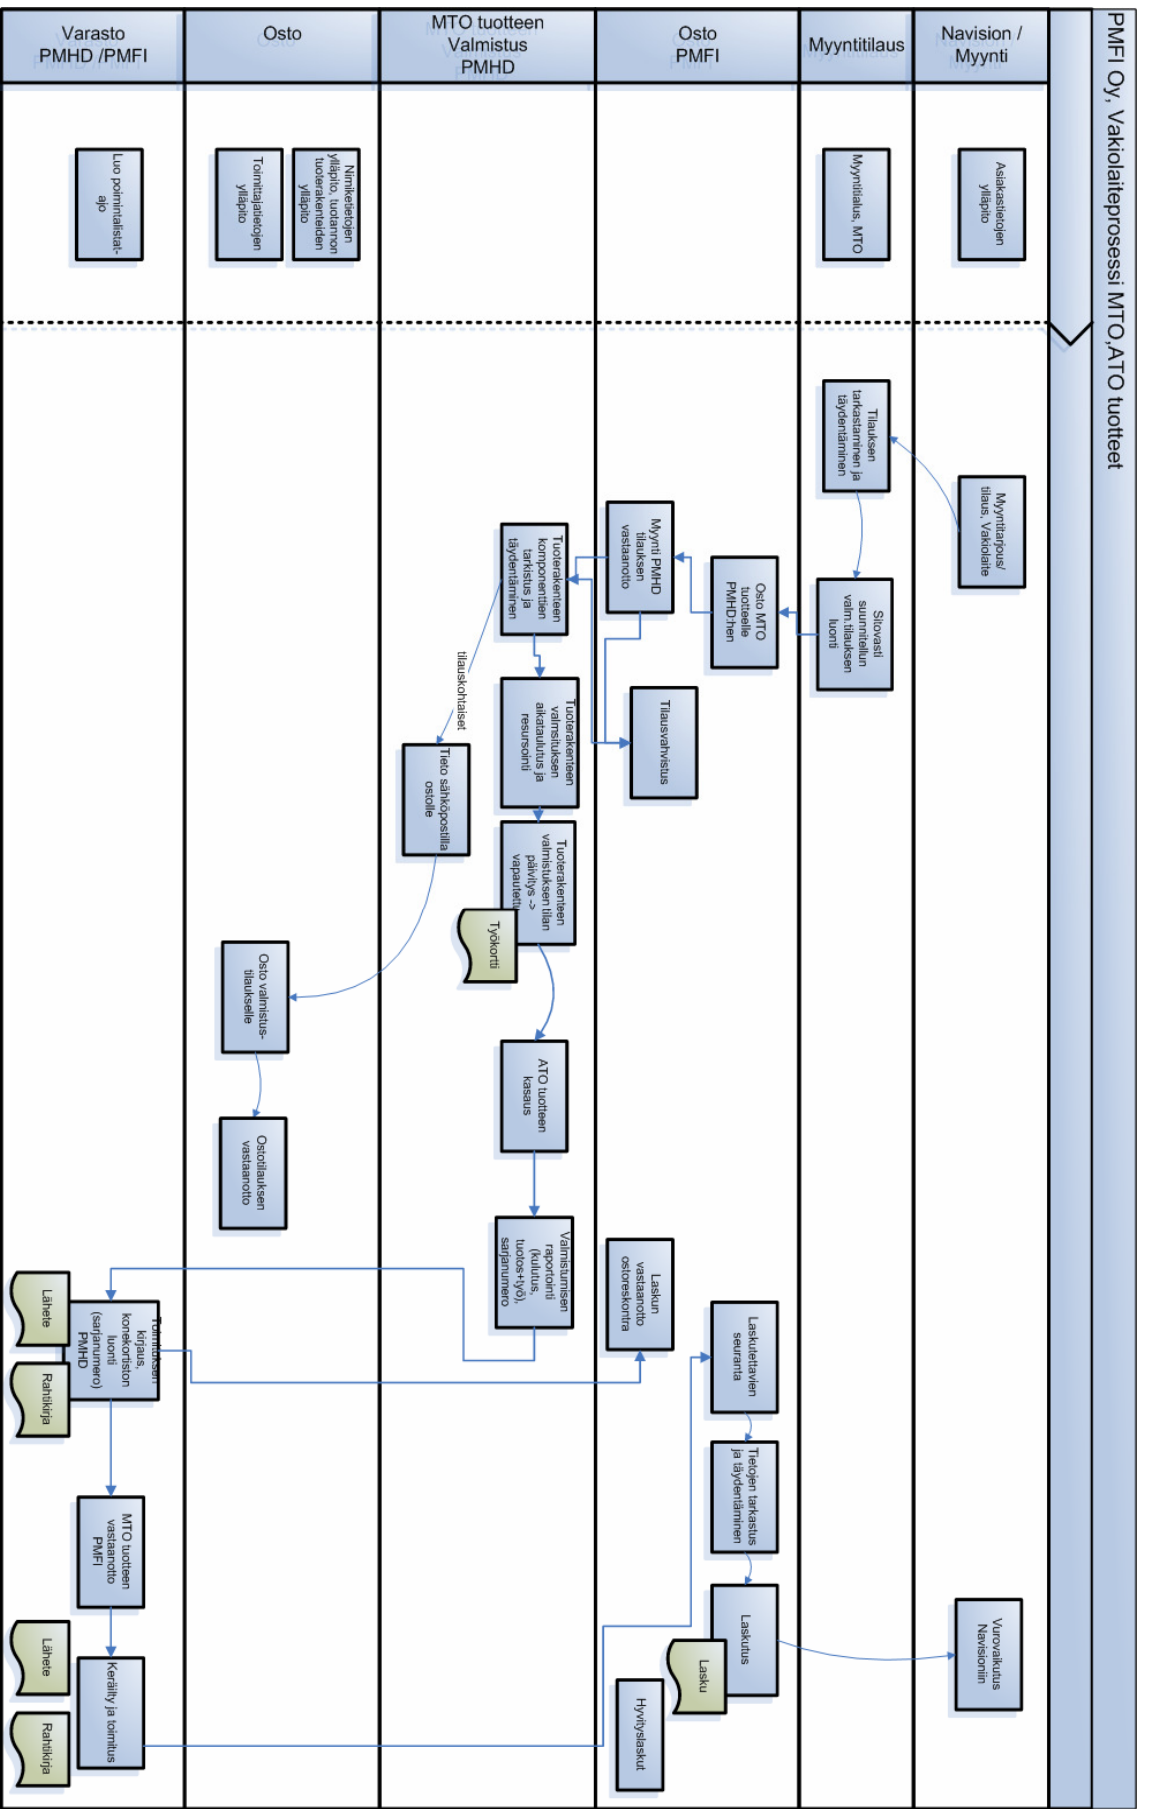 PMFI Oy, Vakiolaiteprosessi MTO,ATO tuotteet
Varasto
PMHD /PMFI
Osto
MTO tuotteen
Valmistus
PMHD
Osto
PMFI
Myyntitilaus
Navision /
Myynti
Asiakastietojen
ylläpito
Myyntitarjous/
tilaus, Vakiolaite
Vurovaikutus
Navisioniin
Myyntitialus, MTO
Tilauksen
tarkastaminen ja
täydentäminen
Sitovasti
suunnitellun
valm.tilauksen
luonti
Osto MTO
tuotteelle
PMHD:hen
Myynti PMHD
tilauksen
vastaanotto
Tilausvahvistus
Laskun
vastaanotto
ostoreskontra
Laskutettavien
seuranta
Tietojen tarkastus
ja täydentäminen
Laskutus
Lasku
Hyvityslaskut
Tuoterakenteen
komponenttien
tarkistus ja
täydentäminen
tilauskohtaiset
Tuoterakenteen
valmsituksen
aikataulutus ja
resursointi
Tieto sähköpostilla
ostolle
Tuoterakenteen
valmistuksen tilan
päivitys ->
vapautettu
Työkortti
ATO tuotteen
kasaus
Valmistumisen
raportointi
(kulutus,
tuotos+työ),
sarjanumero
Nimiketietojen
ylläpito, tuotannon
tuoterakenteiden
ylläpito
Toimittajatietojen
ylläpito
Osto valmistus-
tilaukselle
Ostotilauksen
vastaanotto
Luo poimintalistat-
ajo
Toimituksen
kirjaus,
konekortiston
luonti
(sarjanumero)
PMHD
Lähete
Rahtikirja
MTO tuotteen
vastaanotto
PMFI
Keräilty ja toimitus
Lähete
Rahtikirja